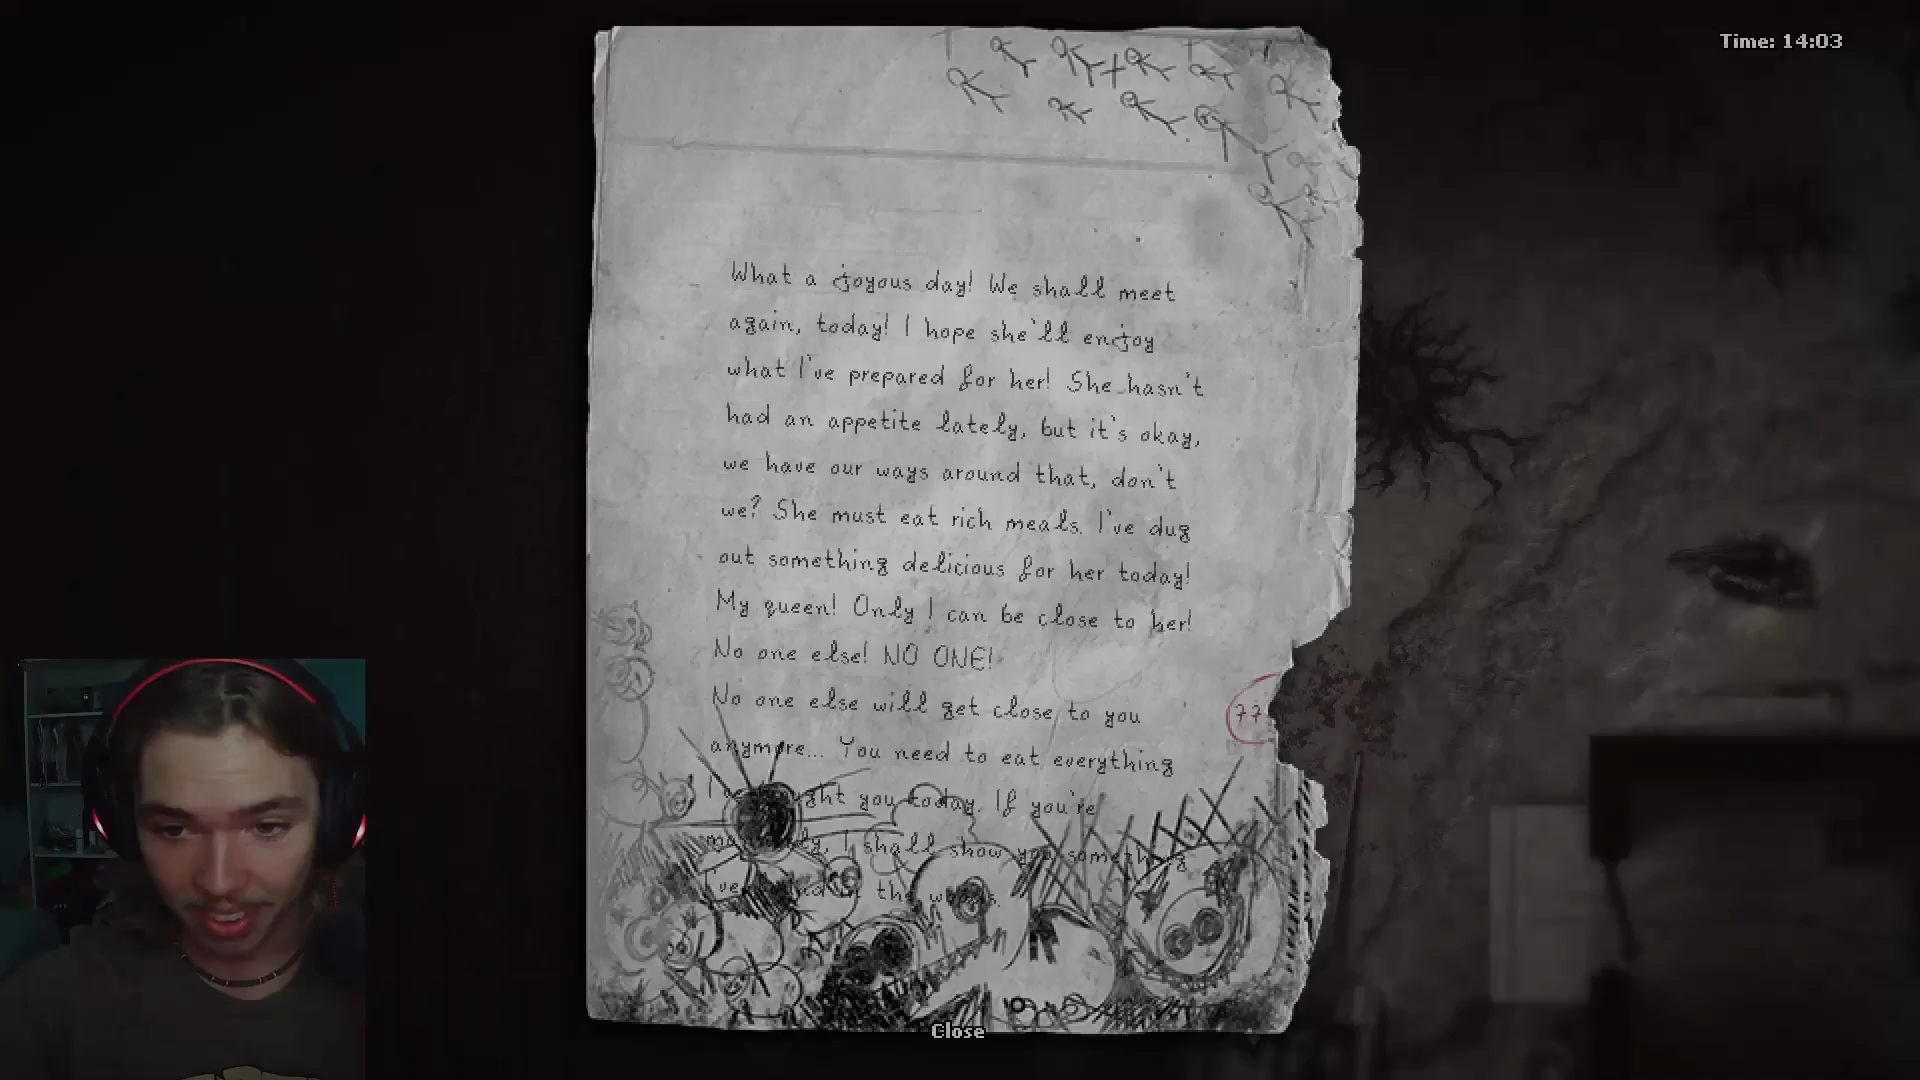 Time: 14:03
What a joyous day! We shall meet
again, today! I hope she'll enjoy
what I've prepared for her! She hasn't
had an appetite lately, but it's okay,
we have our ways around that, don't
we? She must eat rich meals. I've dug
out something delicious for her today!
My queen! Only I can be close to her!
No one else! NO ONE!
No one else will get close to you
anymore... You need to eat everything
you today. If you're
I shall show you something
in the woods.
77
Close